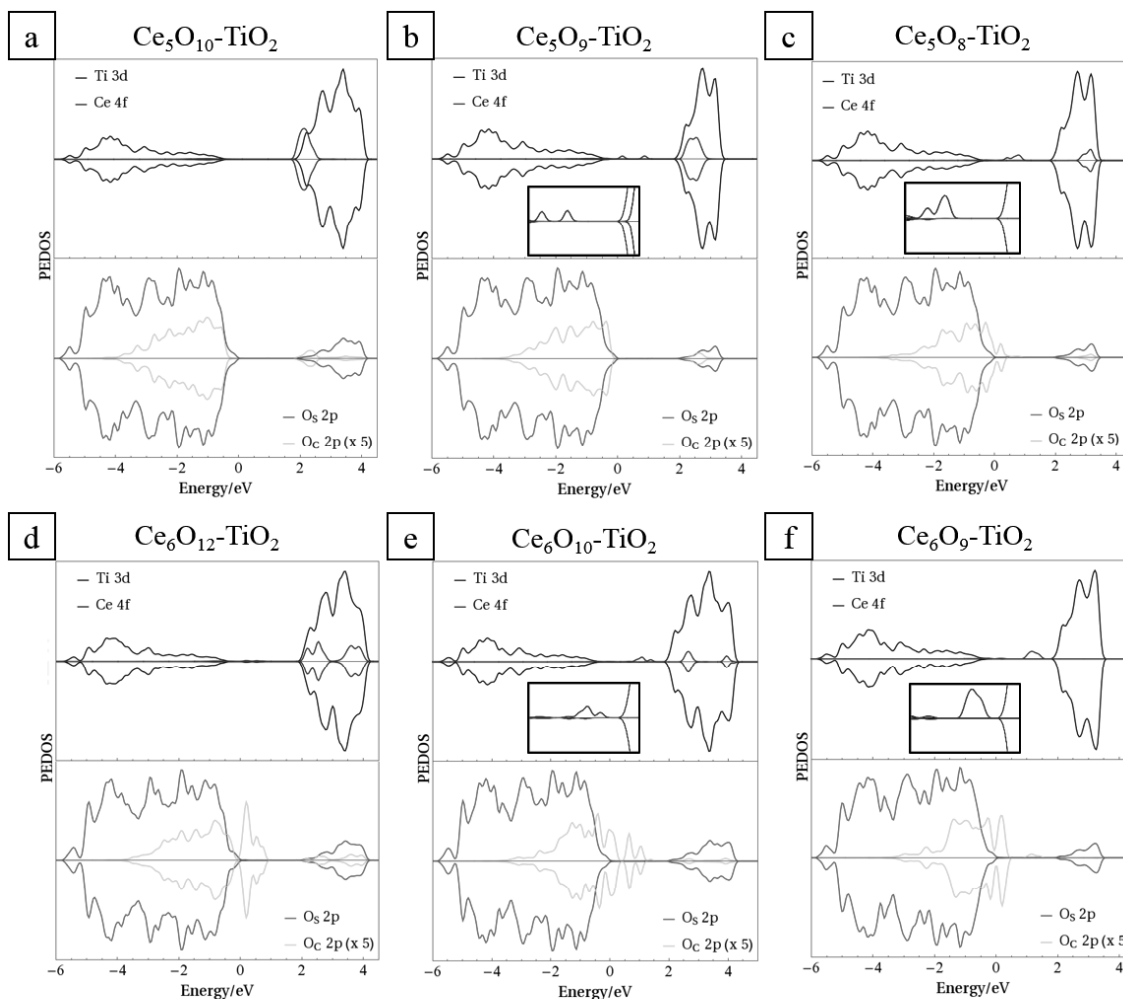 a
Ce5O10-TiO2
b
Ce5O9-TiO2
c
Ce5O8-TiO2
Ti 3d
Ce 4f
Ti 3d
Ce 4f
Ti 3d
Ce 4f
PEDOS
PEDOS
PEDOS
OS 2p
OC 2p (x 5)
OS 2p
OC 2p (x 5)
OS 2p
OC 2p (x 5)
−6 −4 −2 0 2 4
−6 −4 −2 0 2 4
−6 −4 −2 0 2 4
Energy/eV
Energy/eV
Energy/eV
d
Ce6O12-TiO2
e
Ce6O10-TiO2
f
Ce6O9-TiO2
Ti 3d
Ce 4f
Ti 3d
Ce 4f
Ti 3d
Ce 4f
PEDOS
PEDOS
PEDOS
OS 2p
OC 2p (x 5)
OS 2p
OC 2p (x 5)
OS 2p
OC 2p (x 5
−6 −4 −2 0 2 4
−6 −4 −2 0 2 4
−6 −4 −2 0 2 4
Energy/eV
Energy/eV
Energy/eV